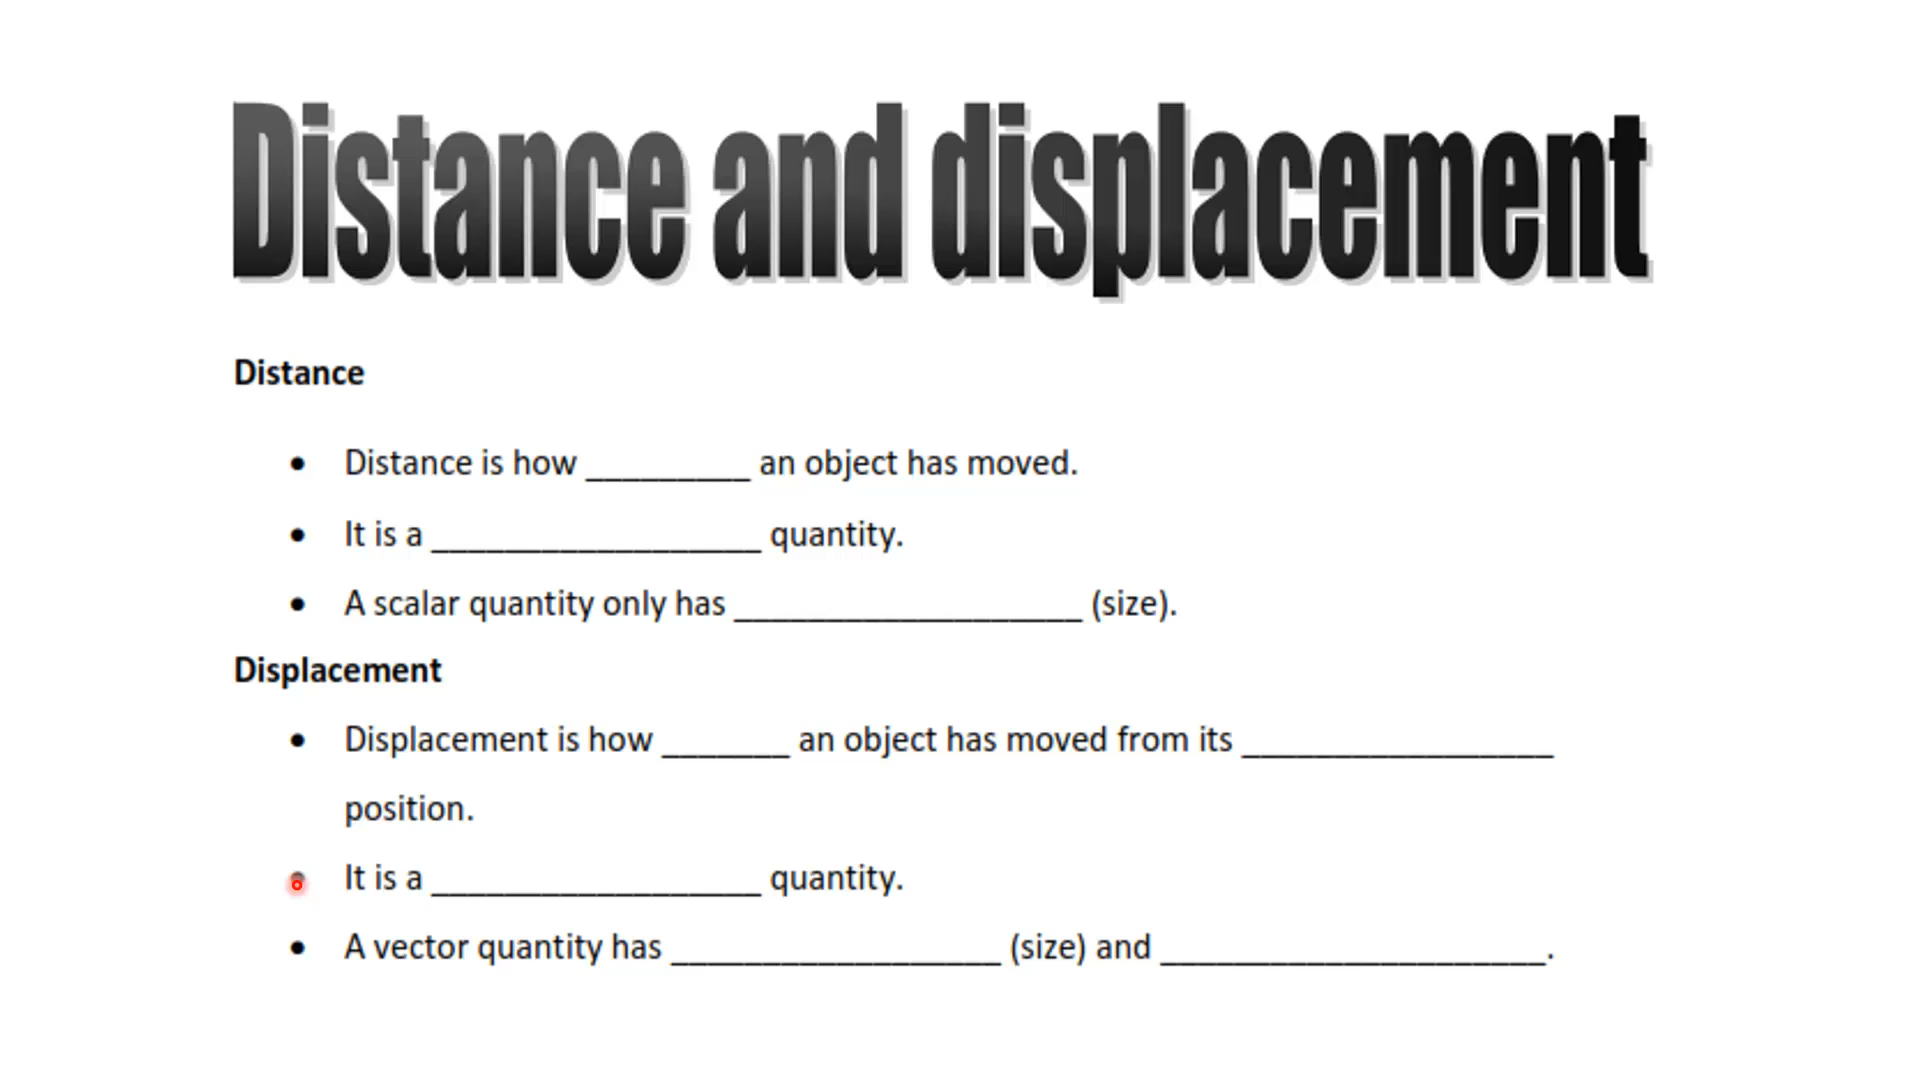 Distance and displacement
Distance
• Distance is how _________ an object has moved.
• It is a __________________ quantity.
• A scalar quantity only has ___________________ (size).
Displacement
• Displacement is how _______ an object has moved from its _________________
position.
• It is a __________________ quantity.
• A vector quantity has __________________ (size) and _____________________.